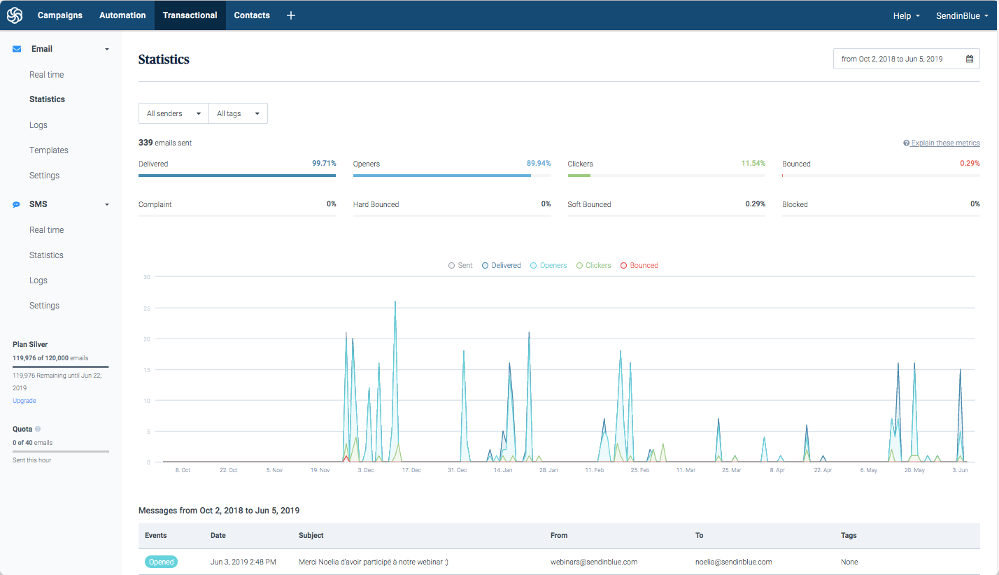 Campaigns Automation Transactional Contacts + Help SendinBlue
Email
Real time
Statistics
Logs
Templates
Settings
SMS
Real time
Statistics
Logs
Settings
Plan Silver
119,976 of 120,000 emails
119,976 Remaining until Jun 22,
2019
Upgrade
Quota ?
0 of 40 emails
Sent this hour
Statistics
from Oct 2, 2018 to Jun 5, 2019
All senders All tags
339 emails sent
? Explain these metrics
Delivered 99.71% Openers 89.94% Clickers 11.54% Bounced 0.29%
Complaint 0% Hard Bounced 0% Soft Bounced 0.29% Blocked 0%
Sent Delivered Openers Clickers Bounced
30
25
20
15
10
5
0
8. Oct 22. Oct 5. Nov 19. Nov 3. Dec 17. Dec 31. Dec 14. Jan 28. Jan 11. Feb 25. Feb 11. Mar 25. Mar 8. Apr 22. Apr 6. May 20. May 3. Jun
Messages from Oct 2, 2018 to Jun 5, 2019
Events Date Subject From To Tags
Opened Jun 3, 2019 2:48 PM Merci Noelia d'avoir participé à notre webinar :) webinars@sendinblue.com noelia@sendinblue.com None